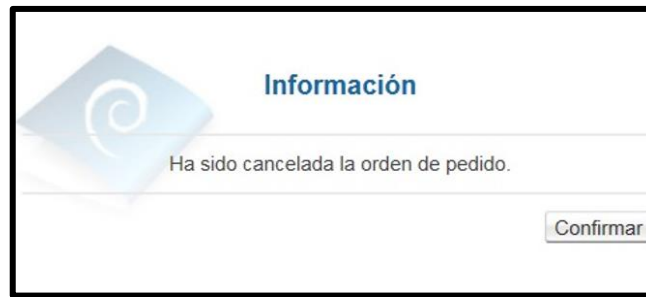 Información
Ha sido cancelada la orden de pedido.
Confirmar